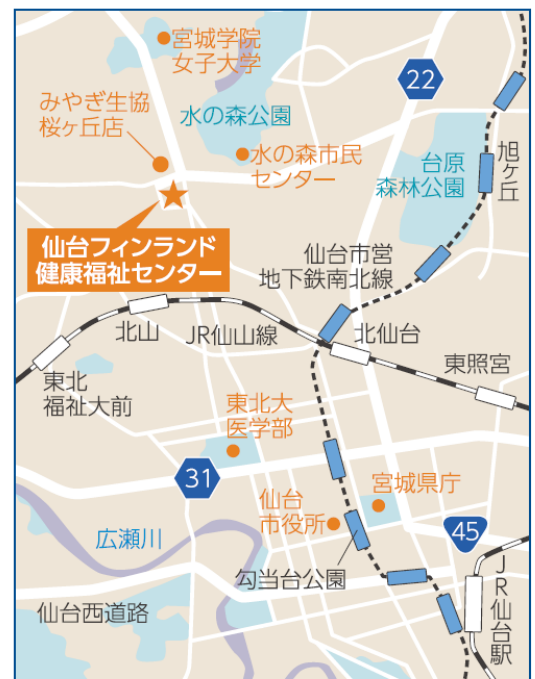 宮城学院
女子大学
22
みやぎ生協
桜ヶ丘店
水の森公園
水の森市民
センター
台原
森林公園
旭ヶ丘
仙台フィンランド
健康福祉センター
仙台市営
地下鉄南北線
北山
JR仙山線
北仙台
東照宮
東北
福祉大前
東北大
医学部
31
宮城県庁
仙台
市役所
45
広瀬川
勾当台公園
JR仙台駅
仙台西道路